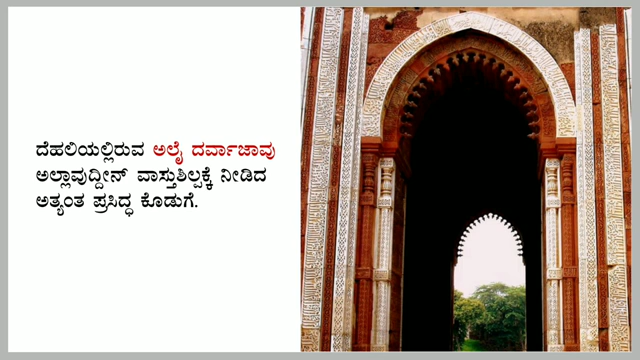 ದೆಹಲಿಯಲ್ಲಿರುವ ಅಲೈ ದರ್ವಾಜಾವು
ಅಲ್ಲಾವುದ್ದೀನ್ ವಾಸ್ತುಶಿಲ್ಪಕ್ಕೆ ನೀಡಿದ
ಅತ್ಯಂತ ಪ್ರಸಿದ್ಧ ಕೊಡುಗೆ.